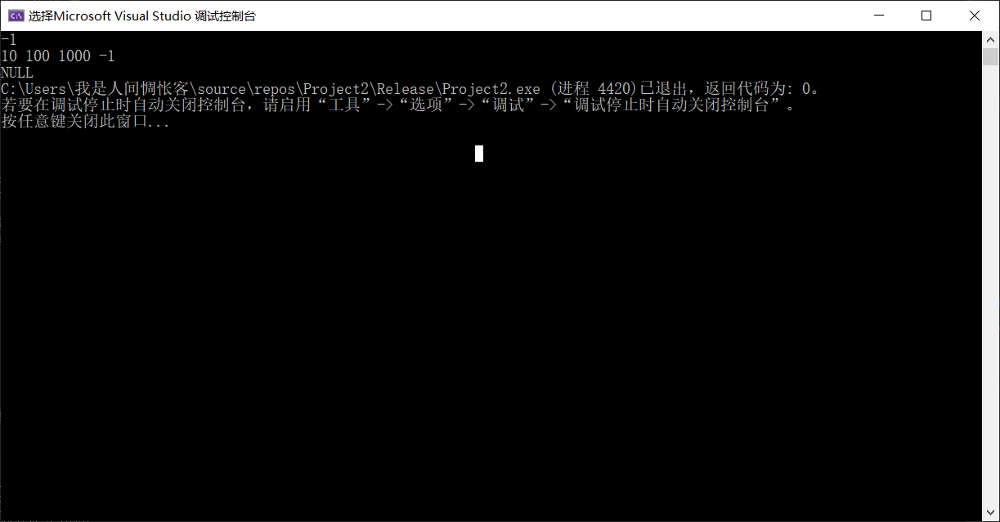 选择Microsoft Visual Studio 调试控制台
-1
10 100 1000 -1
NULL
C:\Users\我是人间惆怅客\source\repos\Project2\Release\Project2.exe (进程 4420)已退出，返回代码为: 0。
若要在调试停止时自动关闭控制台，请启用“工具”->“选项”->“调试”->“调试停止时自动关闭控制台”。
按任意键关闭此窗口...